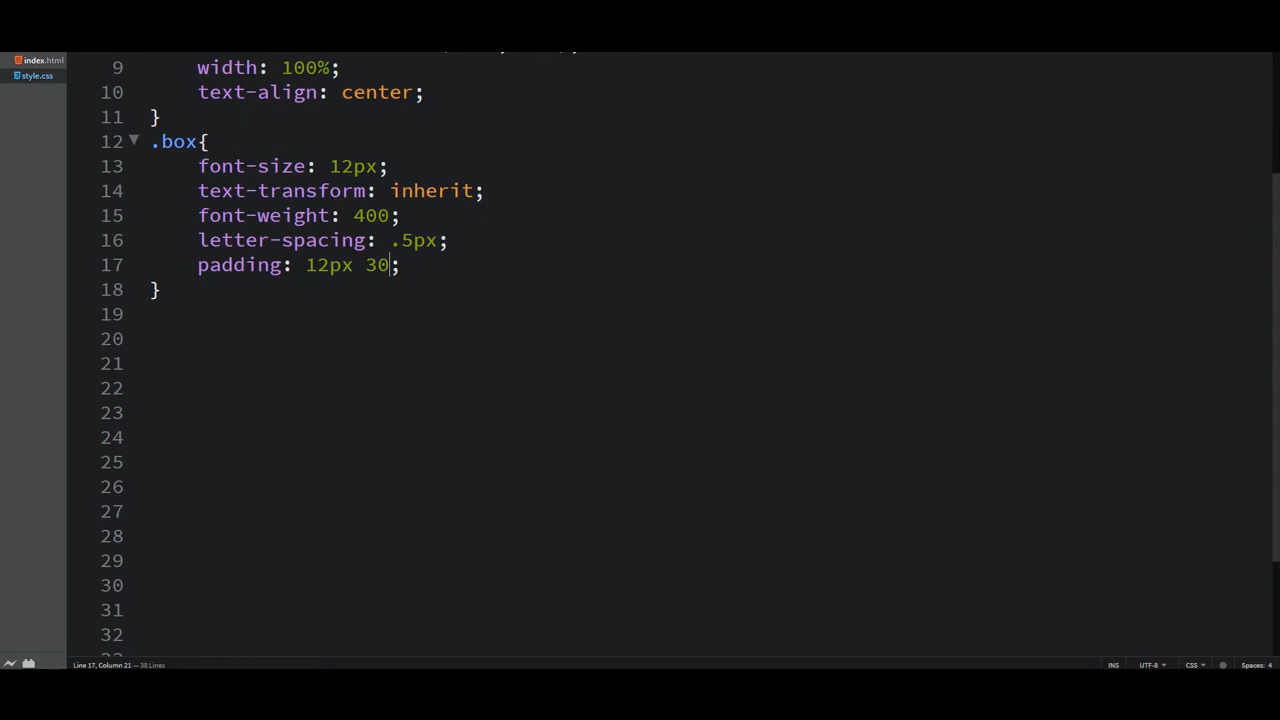 index.html
style.css
9 width: 100%;
10 text-align: center;
11 }
12 .box{
13 font-size: 12px;
14 text-transform: inherit;
15 font-weight: 400;
16 letter-spacing: .5px;
17 padding: 12px 30;
18 }
19
20
21
22
23
24
25
26
27
28
29
30
31
32
Line 17, Column 21 — 38 Lines
INS UTF-8 CSS Spaces: 4